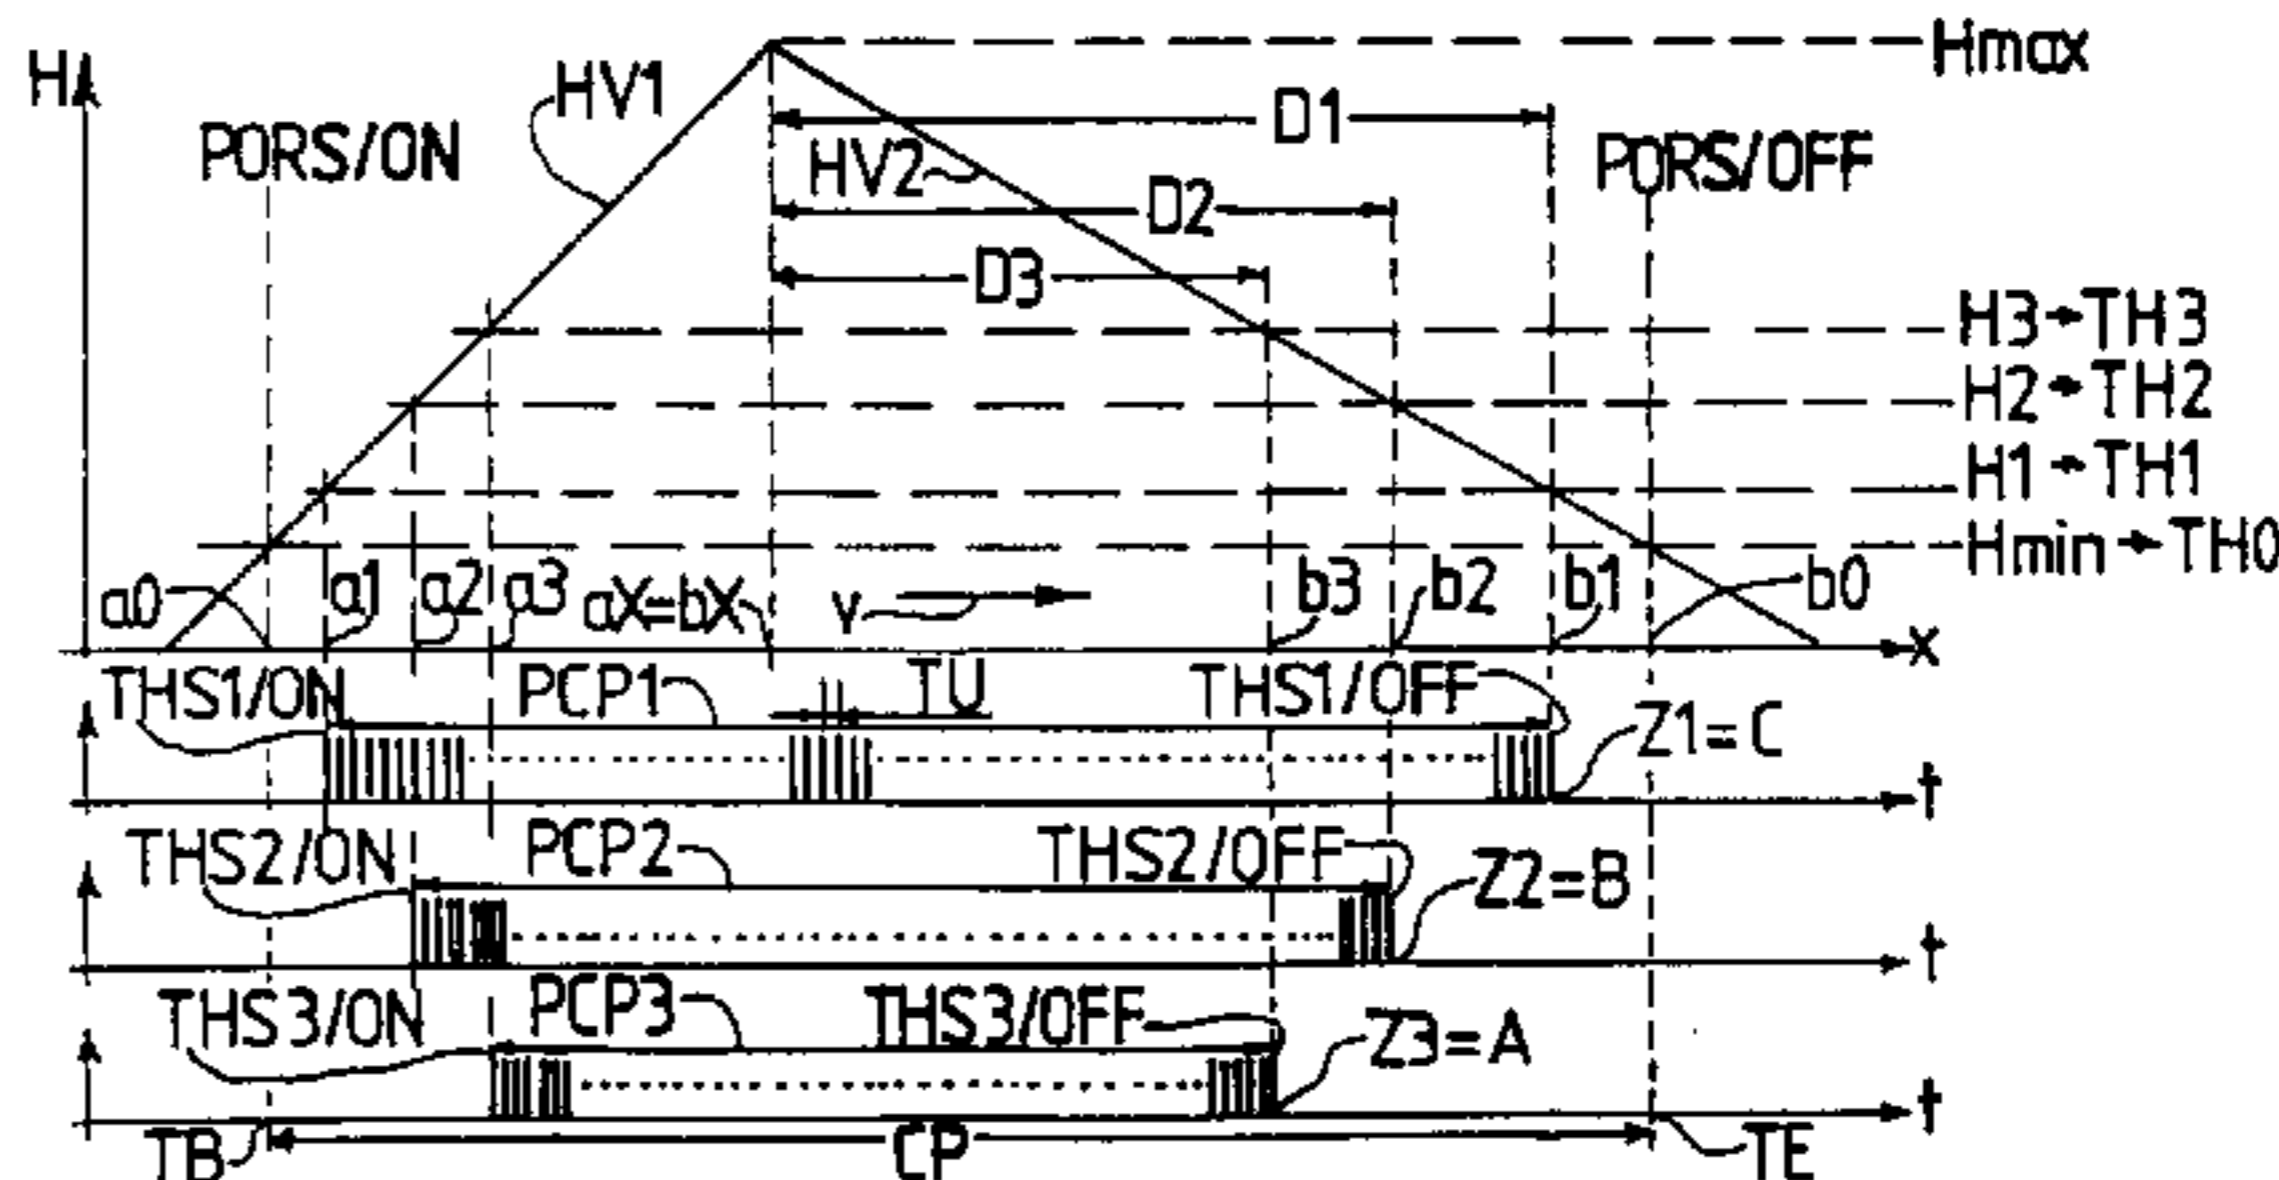 H
HV1
Hmax
PORS/ON
D1
PORS/OFF
HV2
D2
D3
H3→TH3
H2→TH2
H1→TH1
Hmin→TH0
a0
a1
a2
a3
aX=bX
v
b3
b2
b1
b0
x
THS1/ON
PCP1
TU
THS1/OFF
Z1=C
t
THS2/ON
PCP2
THS2/OFF
Z2=B
t
THS3/ON
PCP3
THS3/OFF
Z3=A
t
TB
CP
TE